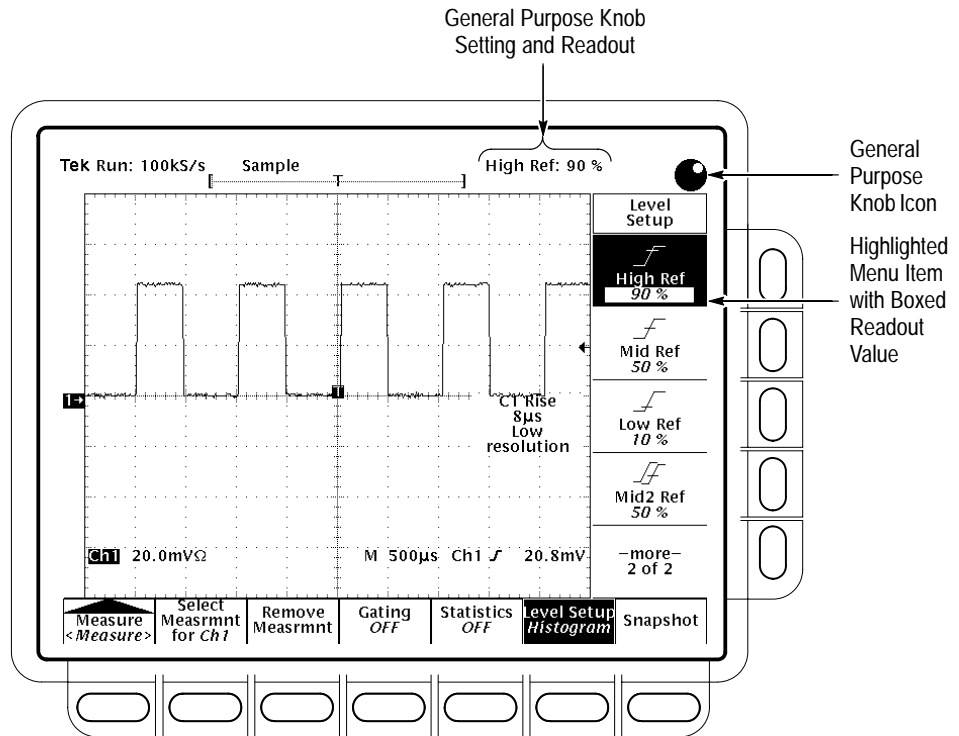 General Purpose Knob
Setting and Readout
Tek Run: 100kS/s
Sample
High Ref: 90 %
General
Purpose
Knob Icon
Highlighted
Menu Item
with Boxed
Readout
Value
[ T ]
Level
Setup
High Ref
90 %
Mid Ref
50 %
Low Ref
10 %
Mid2 Ref
50 %
–more–
2 of 2
1→
T
C1 Rise
8µs
Low
resolution
Ch1 20.0mVΩ
M 500µs Ch1 20.8mV
Measure
<Measure>
Select
Measrmnt
for Ch1
Remove
Measrmnt
Gating
OFF
Statistics
OFF
Level Setup
Histogram
Snapshot